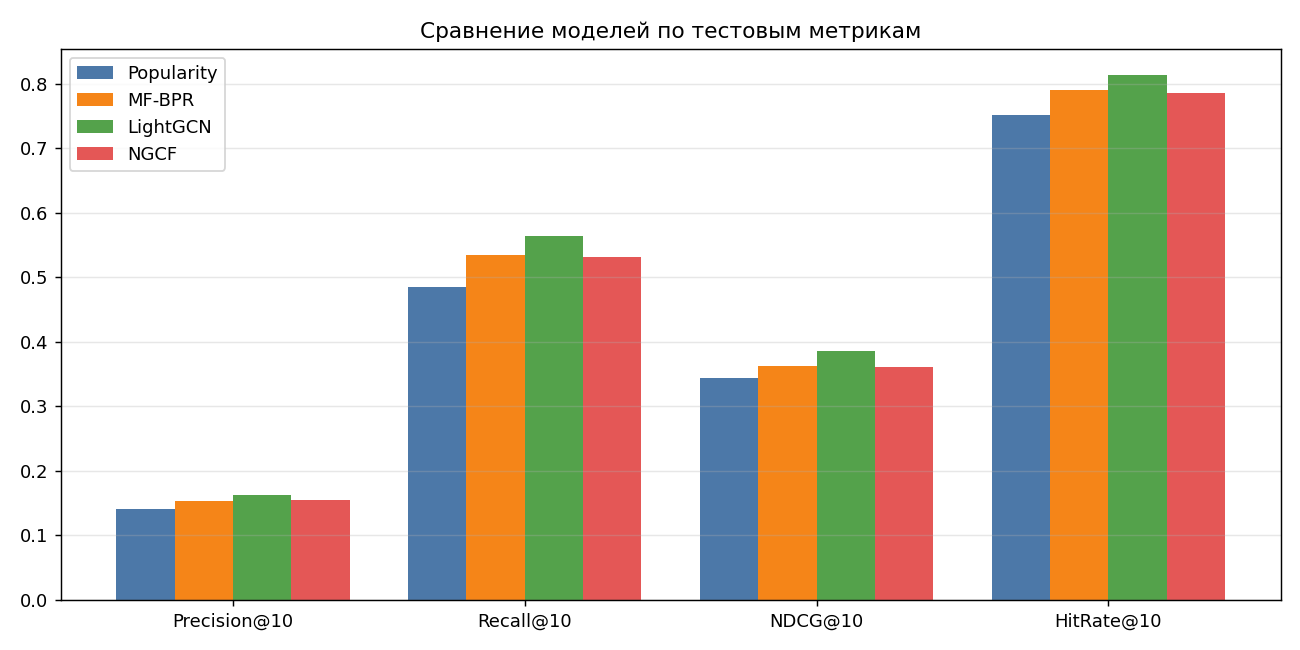 Сравнение моделей по тестовым метрикам
Popularity
MF-BPR
LightGCN
NGCF
0.8
0.7
0.6
0.5
0.4
0.3
0.2
0.1
0.0
Precision@10
Recall@10
NDCG@10
HitRate@10